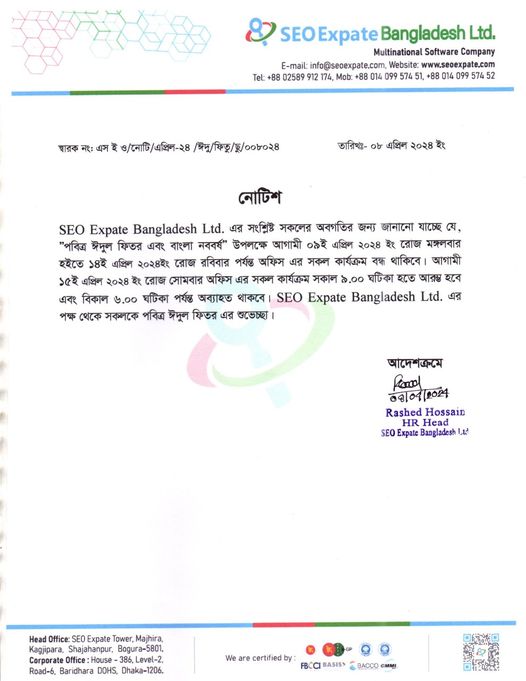 SEO Expate Bangladesh Ltd.
Multinational Software Company
E-mail: info@seoexpate.com, Website: www.seoexpate.com
Tel: +88 02589 912 174, Mob: +88 014 099 574 51, +88 014 099 574 52
স্বারক নং: এস ই ও/নোটি/এপ্রিল-২৪ /ঈদু/ফিতু/ছু/০০৮০২৪
তারিখঃ- ০৮ এপ্রিল ২০২৪ ইং
নোটিশ
SEO Expate Bangladesh Ltd. এর সংশ্লিষ্ট সকলের অবগতির জন্য জানানো যাচ্ছে যে,
"পবিত্র ঈদুল ফিতর এবং বাংলা নববর্ষ" উপলক্ষে আগামী ০৯ই এপ্রিল ২০২৪ ইং রোজ মঙ্গলবার
হইতে ১৪ই এপ্রিল ২০২৪ইং রোজ রবিবার পর্যন্ত অফিস এর সকল কার্যক্রম বন্ধ থাকিবে। আগামী
১৫ই এপ্রিল ২০২৪ ইং রোজ সোমবার অফিস এর সকল কার্যক্রম সকাল ৯.০০ ঘটিকা হতে আরম্ভ হবে
এবং বিকাল ৬.০০ ঘটিকা পর্যন্ত অব্যাহত থাকবে। SEO Expate Bangladesh Ltd. এর
পক্ষ থেকে সকলকে পবিত্র ঈদুল ফিতর এর শুভেচ্ছা।
আদেশক্রমে
০৮/০৪/২০২৪
Rashed Hossain
HR Head
SEO Expate Bangladesh Ltd
Head Office: SEO Expate Tower, Majhira,
Kagjipara, Shajahanpur, Bogura-5801,
Corporate Office : House - 386, Level-2,
Road-6, Baridhara DOHS, Dhaka-1206.
We are certified by :
FBCCI BASIS BACCO CMMI